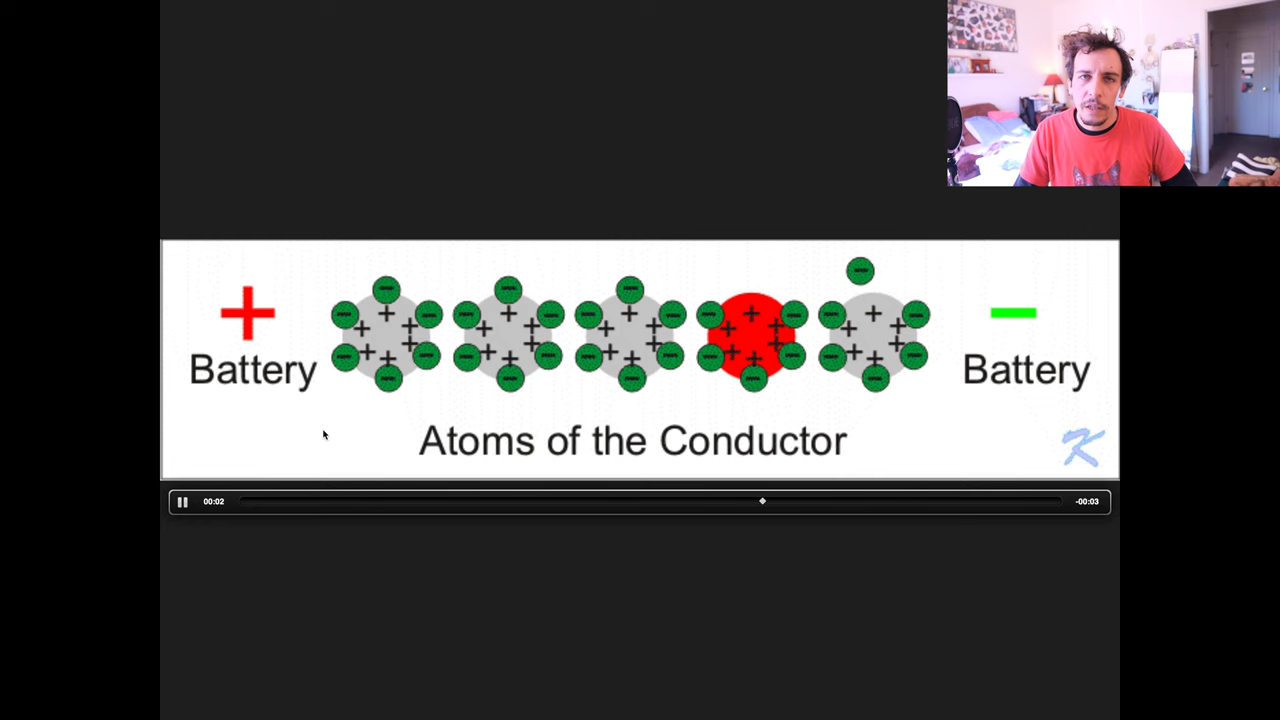 +
Battery
−
Battery
Atoms of the Conductor
K
00:02
-00:03